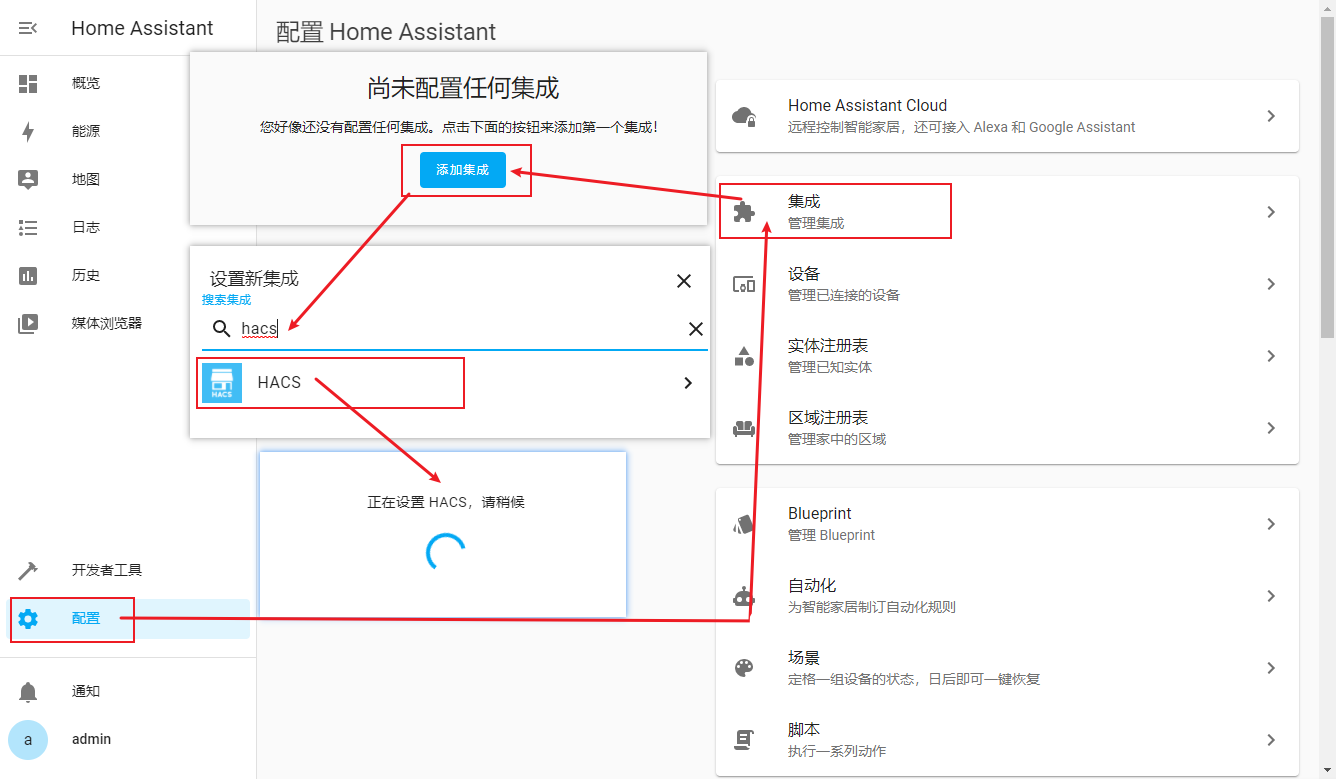 Home Assistant
概览
能源
地图
日志
历史
媒体浏览器
开发者工具
配置
通知
a
admin
配置 Home Assistant
尚未配置任何集成
您好像还没有配置任何集成。点击下面的按钮来添加第一个集成！
添加集成
设置新集成
搜索集成
hacs
HACS
HACS
正在设置 HACS，请稍候
Home Assistant Cloud
远程控制智能家居，还可接入 Alexa 和 Google Assistant
集成
管理集成
设备
管理已连接的设备
实体注册表
管理已知实体
区域注册表
管理家中的区域
Blueprint
管理 Blueprint
自动化
为智能家居制订自动化规则
场景
定格一组设备的状态，日后即可一键恢复
脚本
执行一系列动作